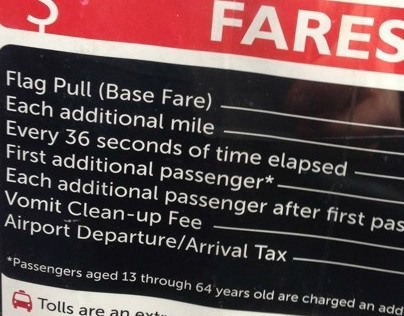 $ FARES
Flag Pull (Base Fare)
Each additional mile
Every 36 seconds of time elapsed
First additional passenger*
Each additional passenger after first pas
Vomit Clean-up Fee
Airport Departure/Arrival Tax
*Passengers aged 13 through 64 years old are charged an add
Tolls are an extr